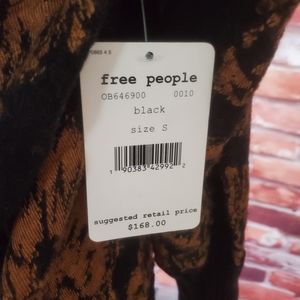 free people
OB646900 0010
black
size S
1 90383 42992 2
suggested retail price
$168.00